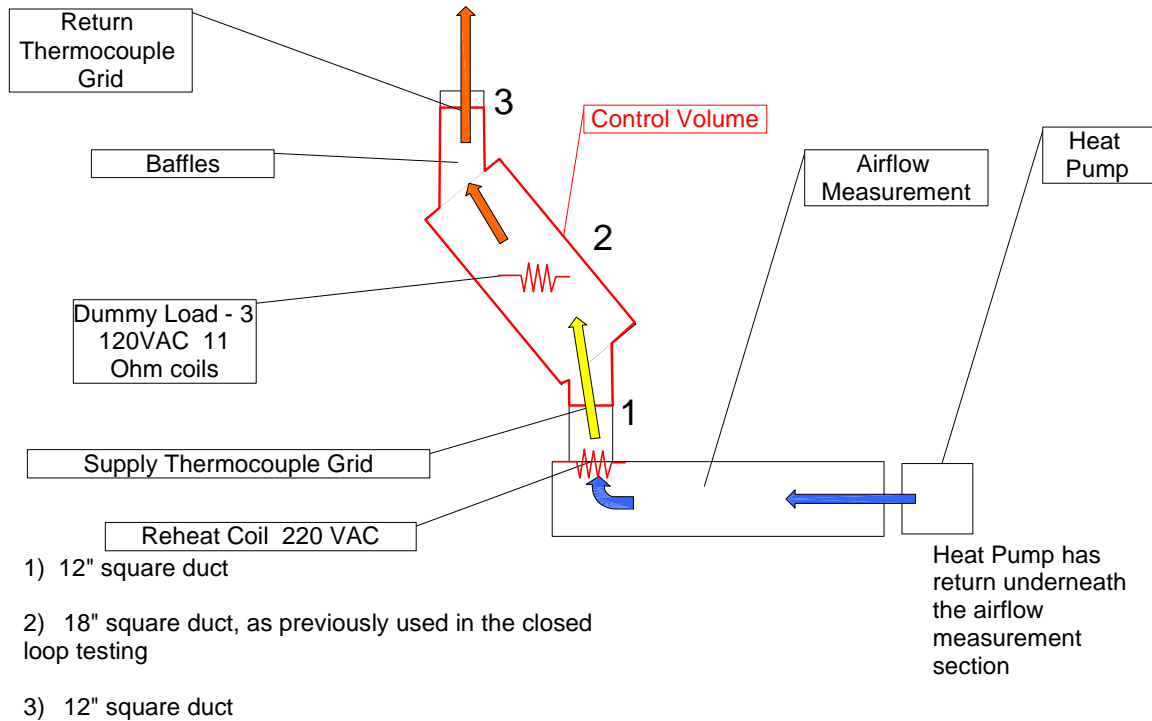 Return
Thermocouple
Grid
3
Control Volume
Heat
Pump
Baffles
Airflow
Measurement
2
Dummy Load - 3
120VAC 11
Ohm coils
1
Supply Thermocouple Grid
Reheat Coil 220 VAC
1) 12" square duct
2) 18" square duct, as previously used in the closed
loop testing
3) 12" square duct
Heat Pump has
return underneath
the airflow
measurement
section